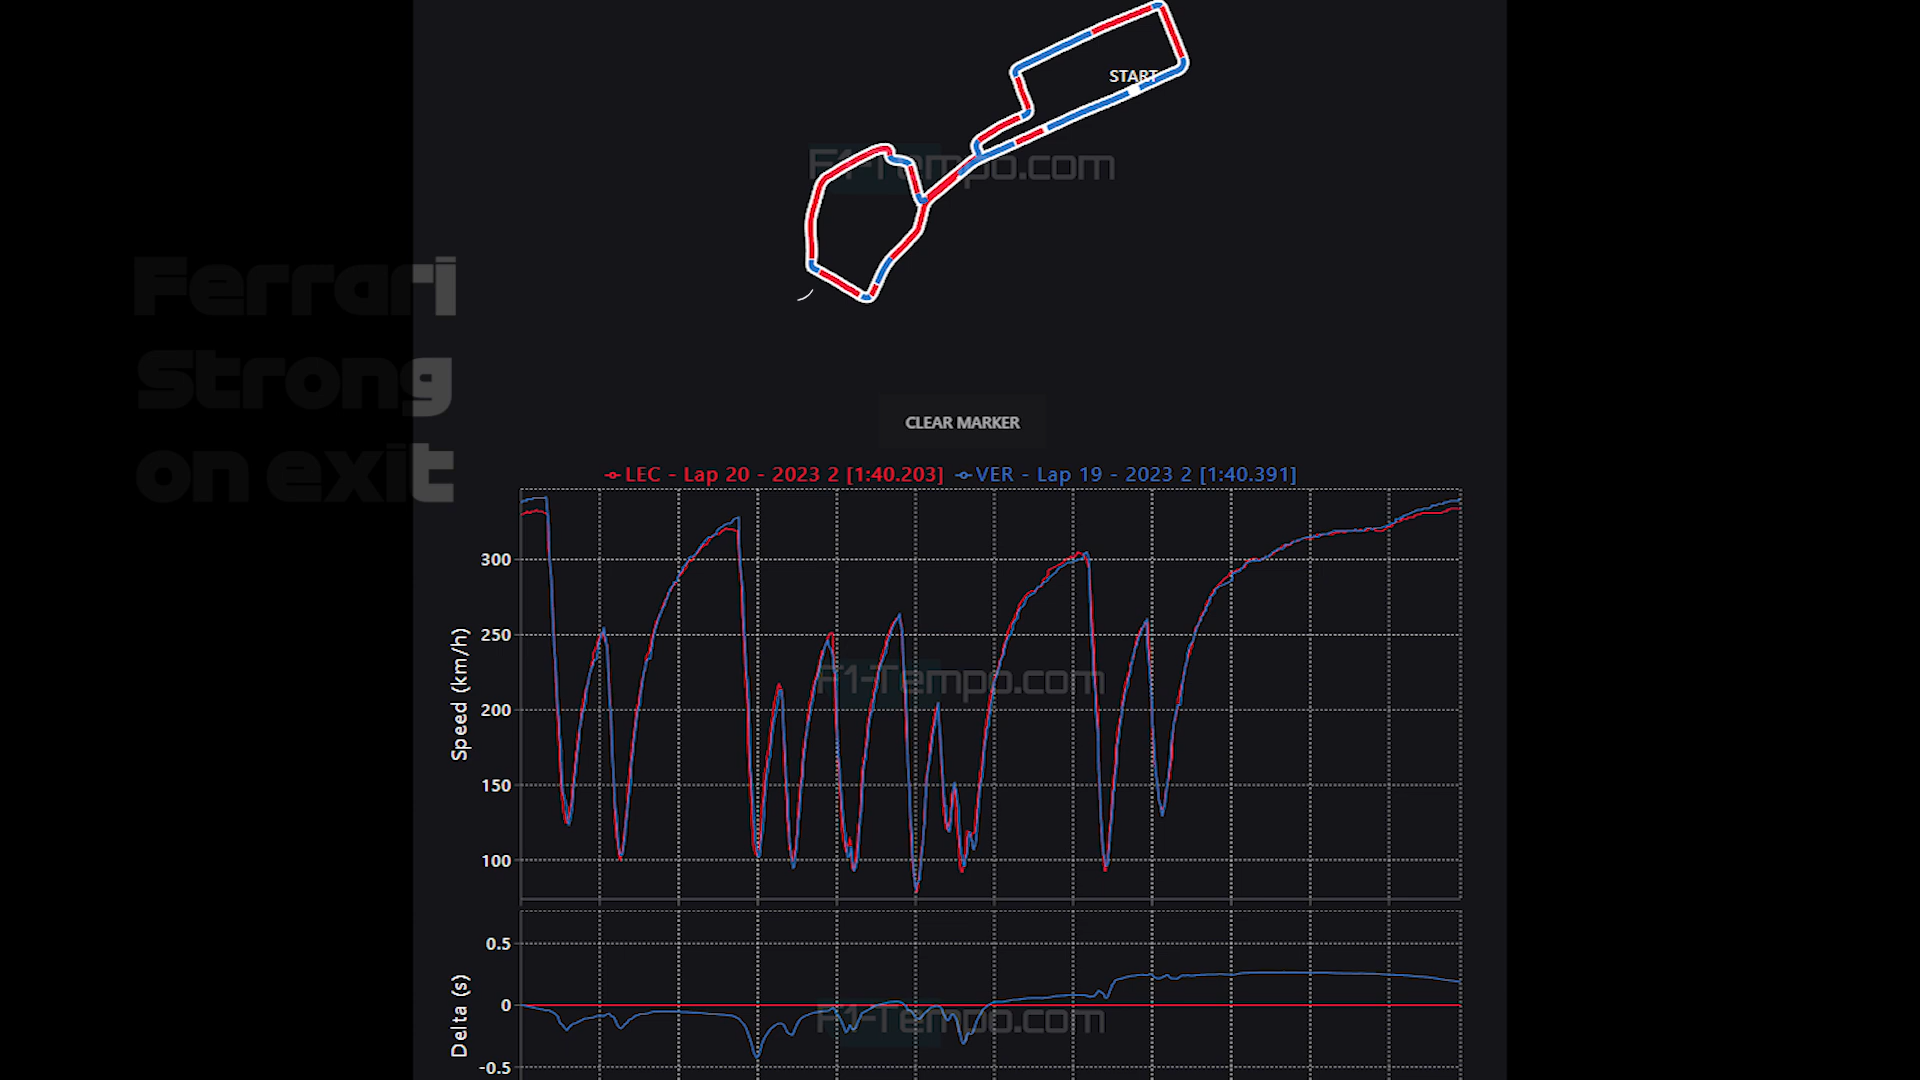 START
F1-Tempo.com
Ferrari
Strong
on exit
CLEAR MARKER
LEC - Lap 20 - 2023 2 [1:40.203] VER - Lap 19 - 2023 2 [1:40.391]
300
250
200
150
100
Speed (km/h)
F1-Tempo.com
0.5
0
-0.5
Delta (s)
F1-Tempo.com